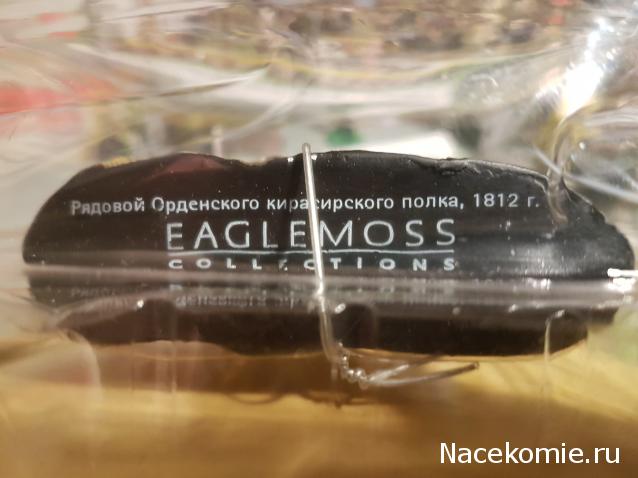 Рядовой Орденского кирасирского полка, 1812 г.
EAGLEMOSS
COLLECTIONS
Nacekomie.ru